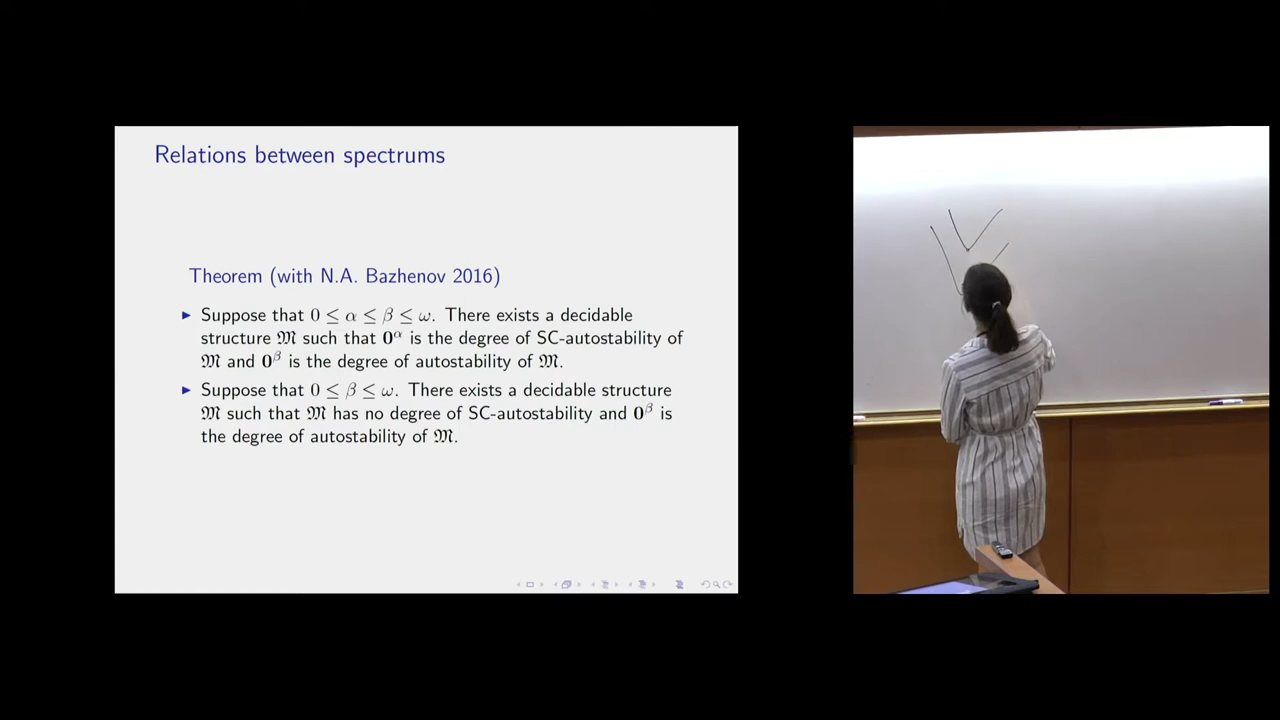 Relations between spectrums
Theorem (with N.A. Bazhenov 2016)
▶ Suppose that 0 ≤ α ≤ β ≤ ω. There exists a decidable
structure 𝔐 such that 𝟎^α is the degree of SC-autostability of
𝔐 and 𝟎^β is the degree of autostability of 𝔐.
▶ Suppose that 0 ≤ β ≤ ω. There exists a decidable structure
𝔐 such that 𝔐 has no degree of SC-autostability and 𝟎^β is
the degree of autostability of 𝔐.